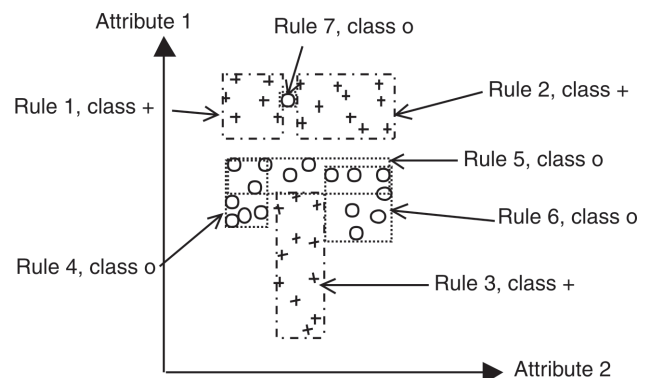 Attribute 1
Rule 7, class o
Rule 1, class +
Rule 2, class +
Rule 5, class o
Rule 6, class o
Rule 4, class o
Rule 3, class +
Attribute 2